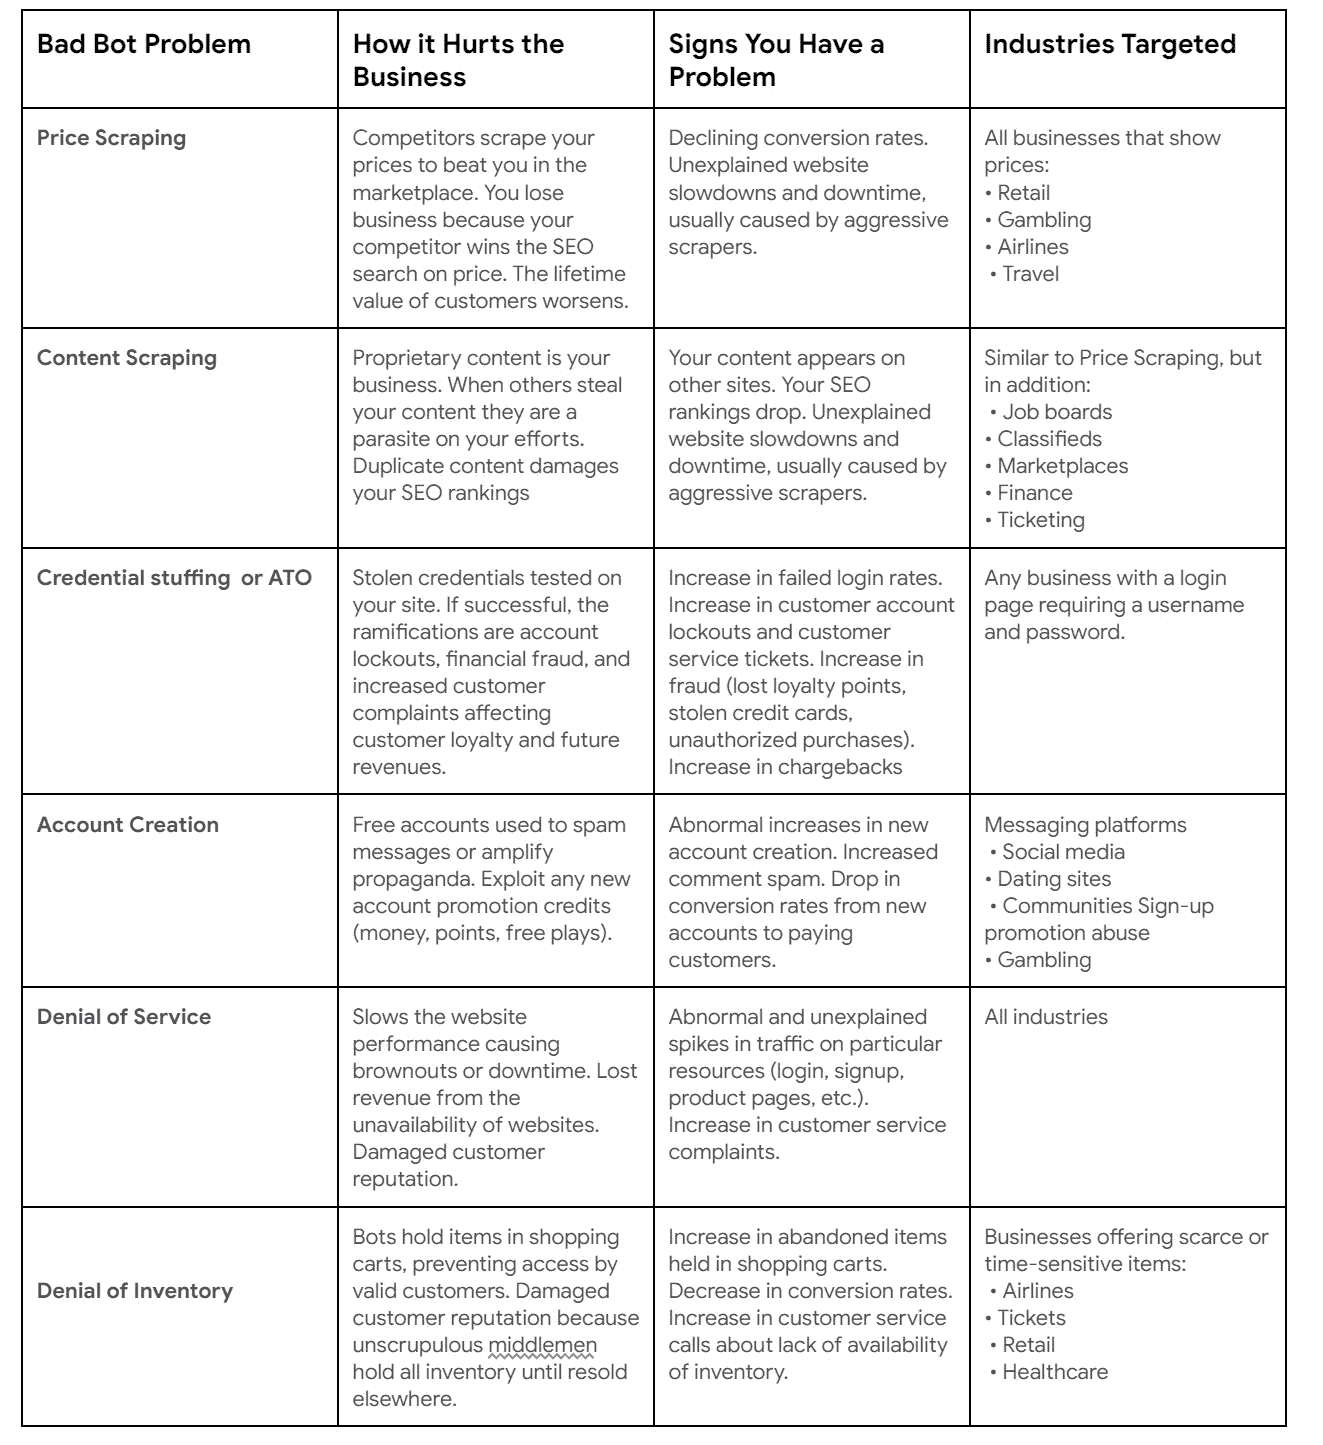 Bad Bot Problem
How it Hurts the
Business
Signs You Have a
Problem
Industries Targeted
Price Scraping
Competitors scrape your
prices to beat you in the
marketplace. You lose
business because your
competitor wins the SEO
search on price. The lifetime
value of customers worsens.
Declining conversion rates.
Unexplained website
slowdowns and downtime,
usually caused by aggressive
scrapers.
All businesses that show
prices:
• Retail
• Gambling
• Airlines
• Travel
Content Scraping
Proprietary content is your
business. When others steal
your content they are a
parasite on your efforts.
Duplicate content damages
your SEO rankings
Your content appears on
other sites. Your SEO
rankings drop. Unexplained
website slowdowns and
downtime, usually caused by
aggressive scrapers.
Similar to Price Scraping, but
in addition:
• Job boards
• Classifieds
• Marketplaces
• Finance
• Ticketing
Credential stuffing  or ATO
Stolen credentials tested on
your site. If successful, the
ramifications are account
lockouts, financial fraud, and
increased customer
complaints affecting
customer loyalty and future
revenues.
Increase in failed login rates.
Increase in customer account
lockouts and customer
service tickets. Increase in
fraud (lost loyalty points,
stolen credit cards,
unauthorized purchases).
Increase in chargebacks
Any business with a login
page requiring a username
and password.
Account Creation
Free accounts used to spam
messages or amplify
propaganda. Exploit any new
account promotion credits
(money, points, free plays).
Abnormal increases in new
account creation. Increased
comment spam. Drop in
conversion rates from new
accounts to paying
customers.
Messaging platforms
• Social media
• Dating sites
• Communities Sign-up
promotion abuse
• Gambling
Denial of Service
Slows the website
performance causing
brownouts or downtime. Lost
revenue from the
unavailability of websites.
Damaged customer
reputation.
Abnormal and unexplained
spikes in traffic on particular
resources (login, signup,
product pages, etc.).
Increase in customer service
complaints.
All industries
Denial of Inventory
Bots hold items in shopping
carts, preventing access by
valid customers. Damaged
customer reputation because
unscrupulous middlemen
hold all inventory until resold
elsewhere.
Increase in abandoned items
held in shopping carts.
Decrease in conversion rates.
Increase in customer service
calls about lack of availability
of inventory.
Businesses offering scarce or
time-sensitive items:
• Airlines
• Tickets
• Retail
• Healthcare